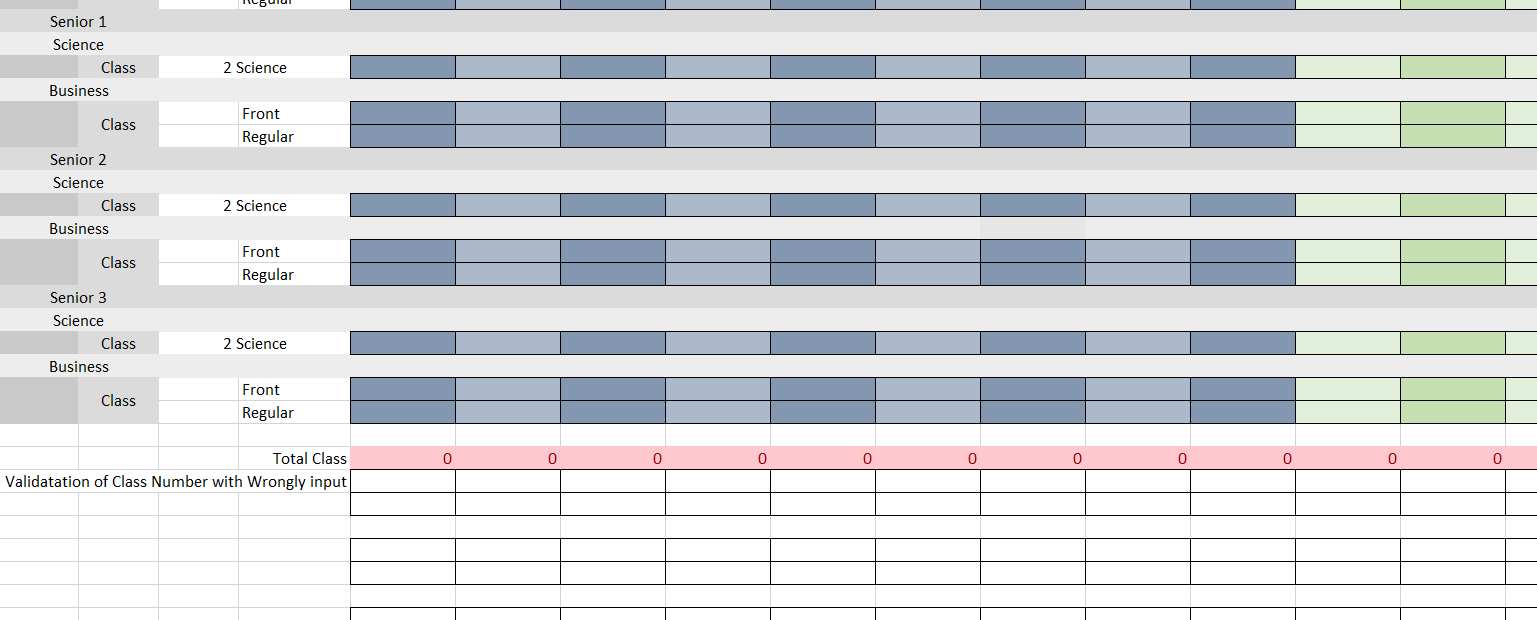 Regular
Senior 1
Science
Class 2 Science
Business
Front
Class
Regular
Senior 2
Science
Class 2 Science
Business
Front
Class
Regular
Senior 3
Science
Class 2 Science
Business
Front
Class
Regular
Total Class 0 0 0 0 0 0 0 0 0 0 0
Validatation of Class Number with Wrongly input